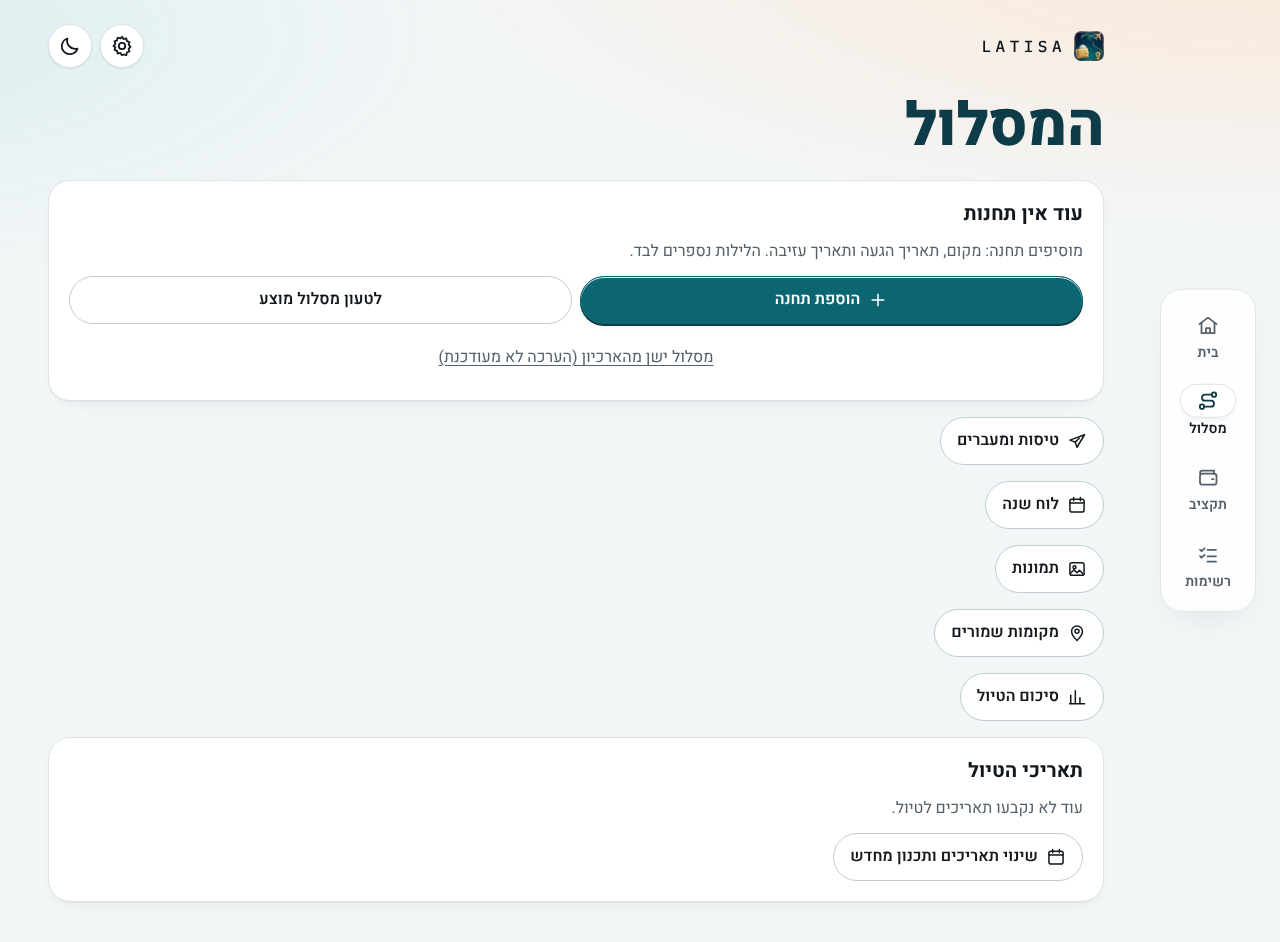 LATISA
המסלול
עוד אין תחנות
מוסיפים תחנה: מקום, תאריך הגעה ותאריך עזיבה. הלילות נספרים לבד.
הוספת תחנה
לטעון מסלול מוצע
מסלול ישן מהארכיון (הערכה לא מעודכנת)
טיסות ומעברים
לוח שנה
תמונות
מקומות שמורים
סיכום הטיול
תאריכי הטיול
עוד לא נקבעו תאריכים לטיול.
שינוי תאריכים ותכנון מחדש
בית
מסלול
תקציב
רשימות